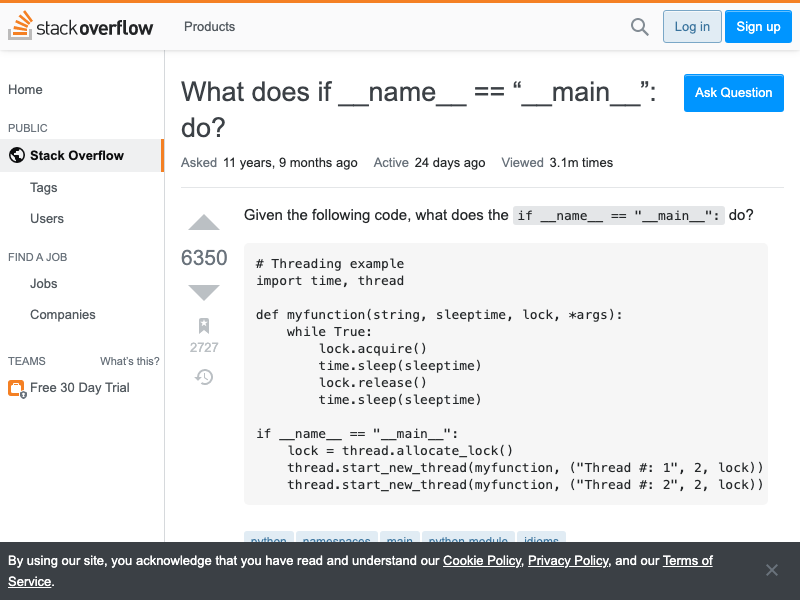 stackoverflow
Products
Log in
Sign up
Home
PUBLIC
Stack Overflow
Tags
Users
FIND A JOB
Jobs
Companies
TEAMS What's this?
Free 30 Day Trial
What does if __name__ == “__main__”:
do?
Ask Question
Asked 11 years, 9 months ago Active 24 days ago Viewed 3.1m times
6350
2727
Given the following code, what does the if __name__ == "__main__": do?
# Threading example
import time, thread
def myfunction(string, sleeptime, lock, *args):
    while True:
        lock.acquire()
        time.sleep(sleeptime)
        lock.release()
        time.sleep(sleeptime)
if __name__ == "__main__":
    lock = thread.allocate_lock()
    thread.start_new_thread(myfunction, ("Thread #: 1", 2, lock))
    thread.start_new_thread(myfunction, ("Thread #: 2", 2, lock))
python namespaces main python-module idioms
By using our site, you acknowledge that you have read and understand our Cookie Policy, Privacy Policy, and our Terms of
Service.